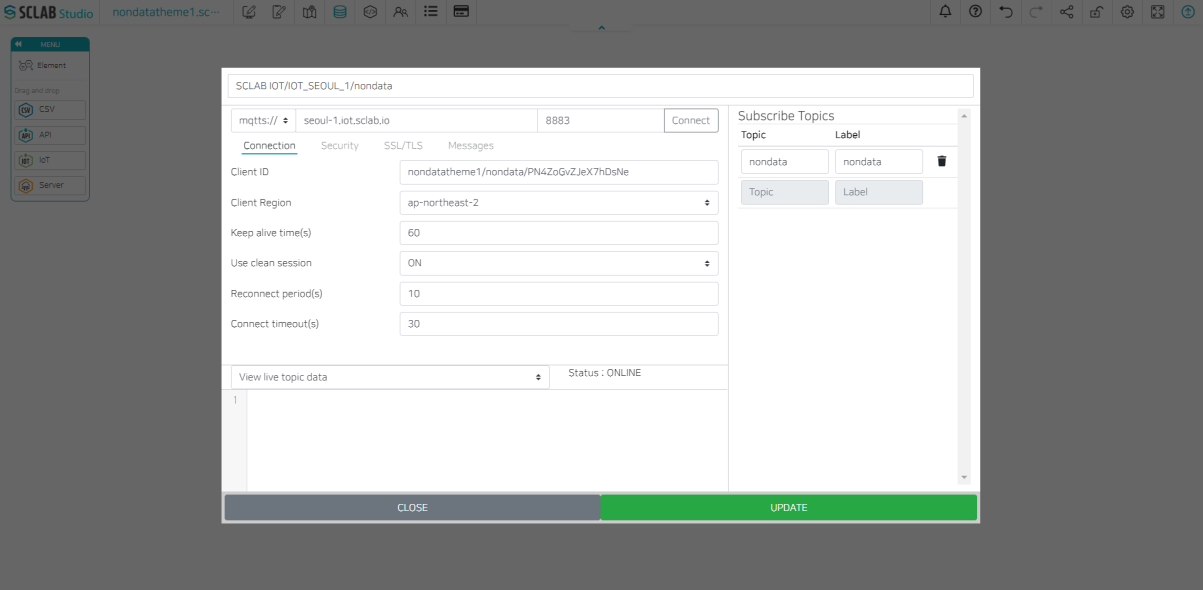 SCLAB Studio
nondatatheme1.sc···
MENU
Element
Drag and drop
CSV CSV
API API
IoT IoT
Server
SCLAB IOT/IOT_SEOUL_1/nondata
mqtts:// seoul-1.iot.sclab.io 8883 Connect
Connection Security SSL/TLS Messages
Client ID nondatatheme1/nondata/PN4ZoGvZJeX7hDsNe
Client Region ap-northeast-2
Keep alive time(s) 60
Use clean session ON
Reconnect period(s) 10
Connect timeout(s) 30
View live topic data Status : ONLINE
1
Subscribe Topics
Topic Label
nondata nondata
Topic Label
CLOSE UPDATE